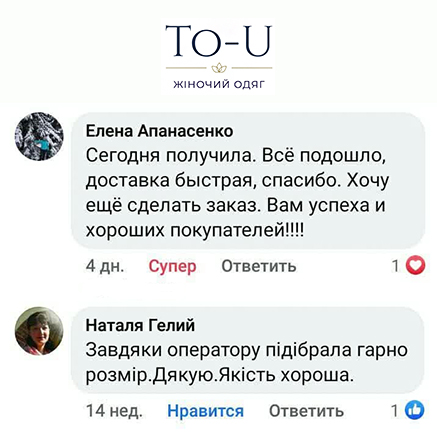 To-U
ЖІНОЧИЙ ОДЯГ
Елена Апанасенко
Сегодня получила. Всё подошло,
доставка быстрая, спасибо. Хочу
ещё сделать заказ. Вам успеха и
хороших покупателей!!!!
4 дн. Супер Ответить 1
Наталя Гелий
Завдяки оператору підібрала гарно
розмір.Дякую.Якість хороша.
14 нед. Нравится Ответить 1